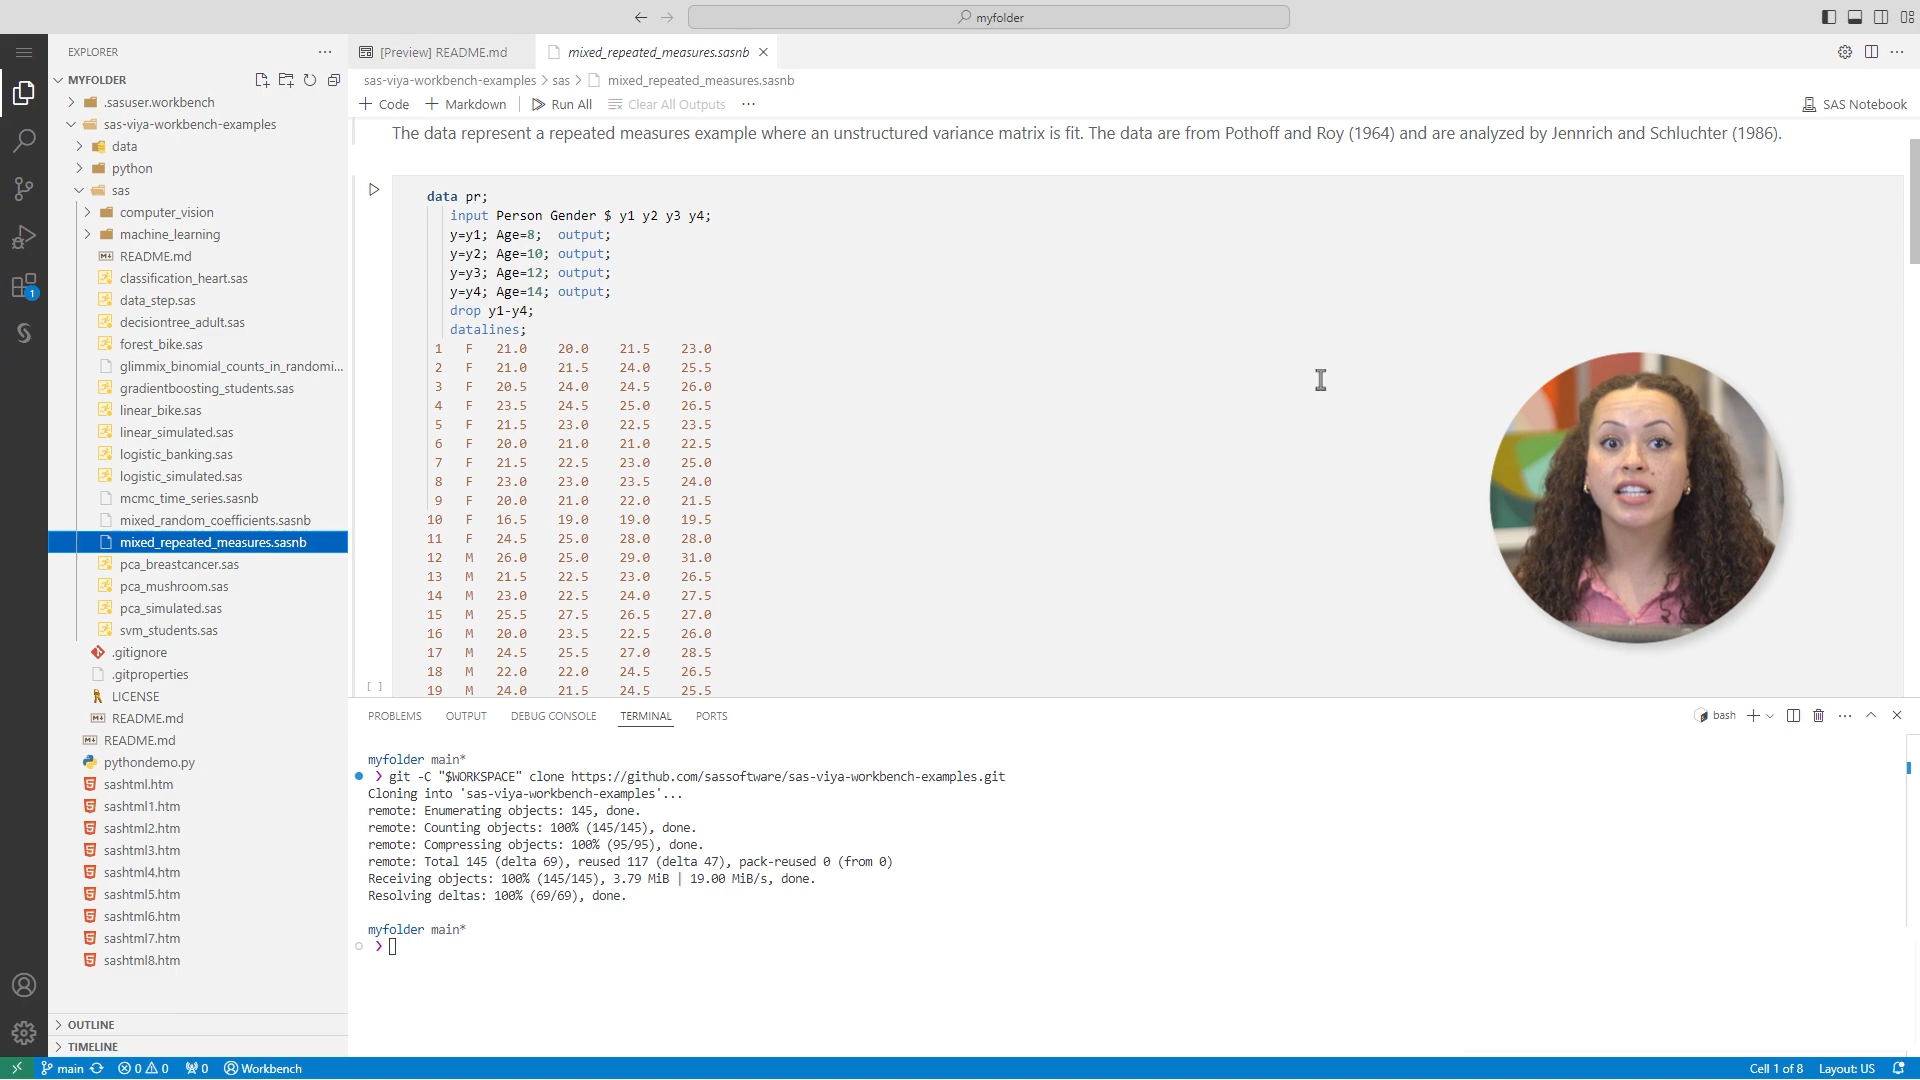 myfolder
EXPLORER
MYFOLDER
.sasuser.workbench
sas-viya-workbench-examples
data
python
sas
computer_vision
machine_learning
README.md
classification_heart.sas
data_step.sas
decisiontree_adult.sas
forest_bike.sas
glimmix_binomial_counts_in_randomi...
gradientboosting_students.sas
linear_bike.sas
linear_simulated.sas
logistic_banking.sas
logistic_simulated.sas
mcmc_time_series.sasnb
mixed_random_coefficients.sasnb
mixed_repeated_measures.sasnb
pca_breastcancer.sas
pca_mushroom.sas
pca_simulated.sas
svm_students.sas
.gitignore
.gitproperties
LICENSE
README.md
README.md
pythondemo.py
sashtml.htm
sashtml1.htm
sashtml2.htm
sashtml3.htm
sashtml4.htm
sashtml5.htm
sashtml6.htm
sashtml7.htm
sashtml8.htm
OUTLINE
TIMELINE
1
[Preview] README.md mixed_repeated_measures.sasnb
sas-viya-workbench-examples > sas > mixed_repeated_measures.sasnb
+ Code + Markdown Run All Clear All Outputs ... SAS Notebook
The data represent a repeated measures example where an unstructured variance matrix is fit. The data are from Pothoff and Roy (1964) and are analyzed by Jennrich and Schluchter (1986).
data pr;
input Person Gender $ y1 y2 y3 y4;
y=y1; Age=8; output;
y=y2; Age=10; output;
y=y3; Age=12; output;
y=y4; Age=14; output;
drop y1-y4;
datalines;
1 F 21.0 20.0 21.5 23.0
2 F 21.0 21.5 24.0 25.5
3 F 20.5 24.0 24.5 26.0
4 F 23.5 24.5 25.0 26.5
5 F 21.5 23.0 22.5 23.5
6 F 20.0 21.0 21.0 22.5
7 F 21.5 22.5 23.0 25.0
8 F 23.0 23.0 23.5 24.0
9 F 20.0 21.0 22.0 21.5
10 F 16.5 19.0 19.0 19.5
11 F 24.5 25.0 28.0 28.0
12 M 26.0 25.0 29.0 31.0
13 M 21.5 22.5 23.0 26.5
14 M 23.0 22.5 24.0 27.5
15 M 25.5 27.5 26.5 27.0
16 M 20.0 23.5 22.5 26.0
17 M 24.5 25.5 27.0 28.5
18 M 22.0 22.0 24.5 26.5
19 M 24.0 21.5 24.5 25.5
[ ]
PROBLEMS OUTPUT DEBUG CONSOLE TERMINAL PORTS bash
myfolder main*
❯ git -C "$WORKSPACE" clone https://github.com/sassoftware/sas-viya-workbench-examples.git
Cloning into 'sas-viya-workbench-examples'...
remote: Enumerating objects: 145, done.
remote: Counting objects: 100% (145/145), done.
remote: Compressing objects: 100% (95/95), done.
remote: Total 145 (delta 69), reused 117 (delta 47), pack-reused 0 (from 0)
Receiving objects: 100% (145/145), 3.79 MiB | 19.00 MiB/s, done.
Resolving deltas: 100% (69/69), done.
myfolder main*
❯
main 0 0 0 Workbench Cell 1 of 8 Layout: US